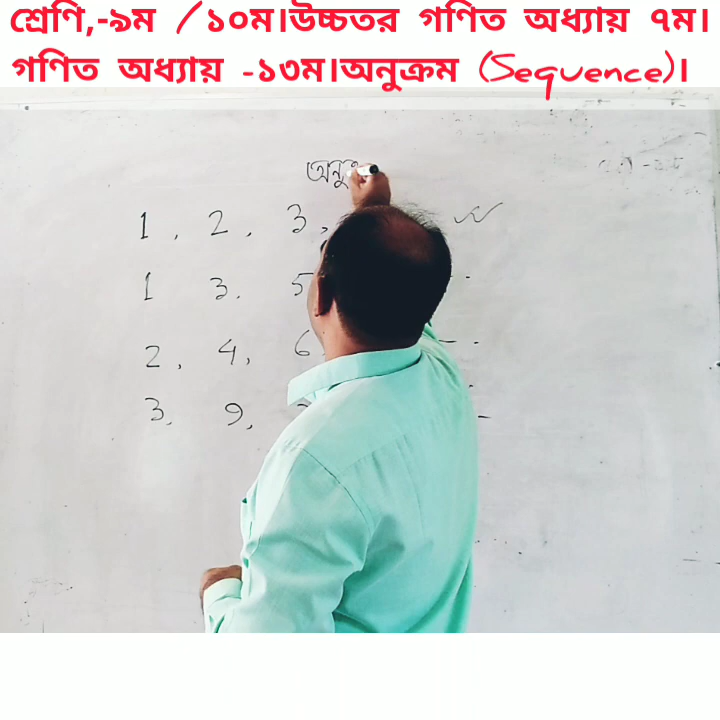 শ্রেণি,-৯ম /১০ম।উচ্চতর গণিত অধ্যায় ৭ম।
গণিত অধ্যায় -১৩ম।অনুক্রম (Sequence)।
অনু
1, 2, 3,
1 3. 5
2, 4, 6
3, 9,